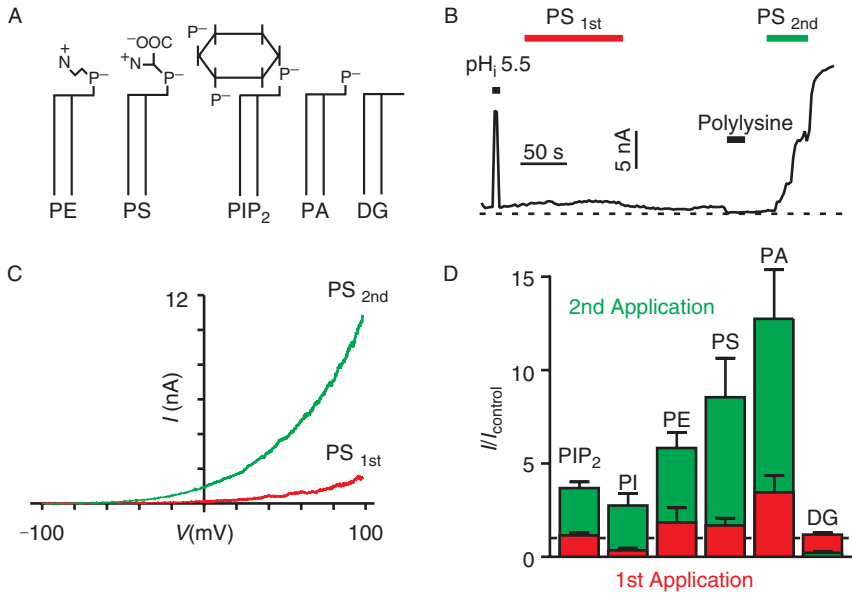 A
N+
P−
−OOC
+N
P−
P−
P−
P−
PE
PS
PIP2
PA
DG
B
PS 1st
PS 2nd
pHi 5.5
50 s
5 nA
Polylysine
C
12
I (nA)
PS 2nd
PS 1st
−100
V(mV)
100
D
15
10
5
0
I/Icontrol
2nd Application
PIP2
PI
PE
PS
PA
DG
1st Application